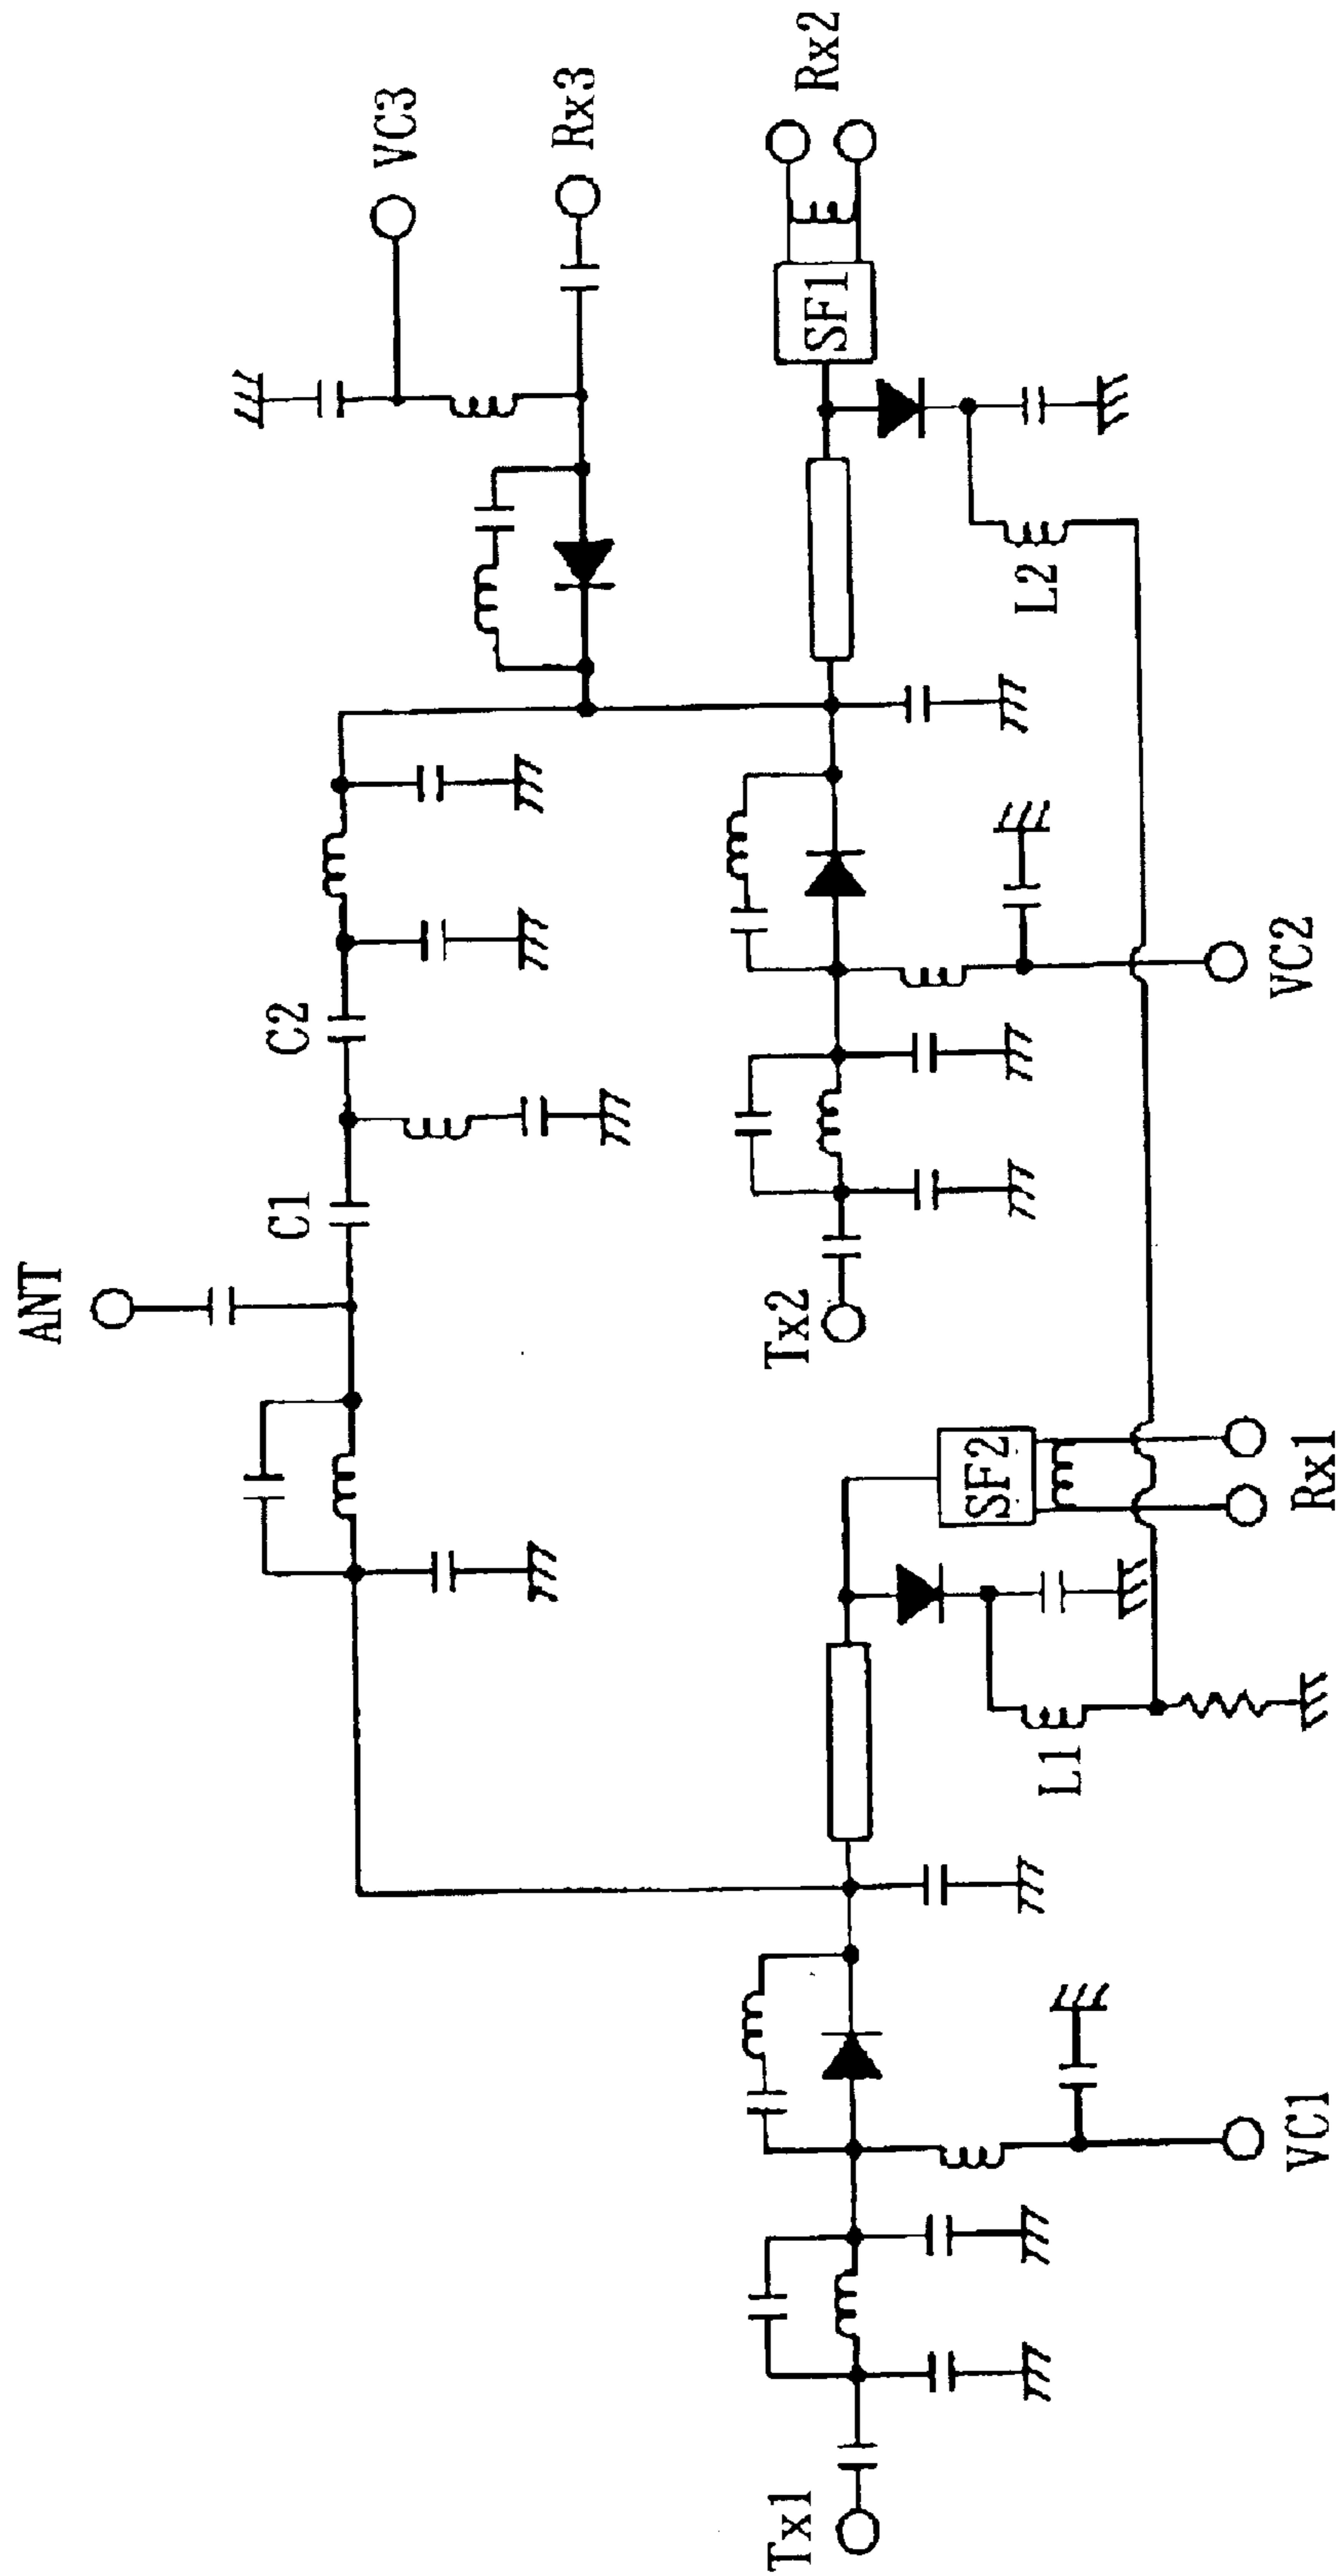 ANT
C1
C2
VC3
Rx3
Rx2
SF1
L2
VC2
Tx2
SF2
Rx1
L1
VC1
Tx1